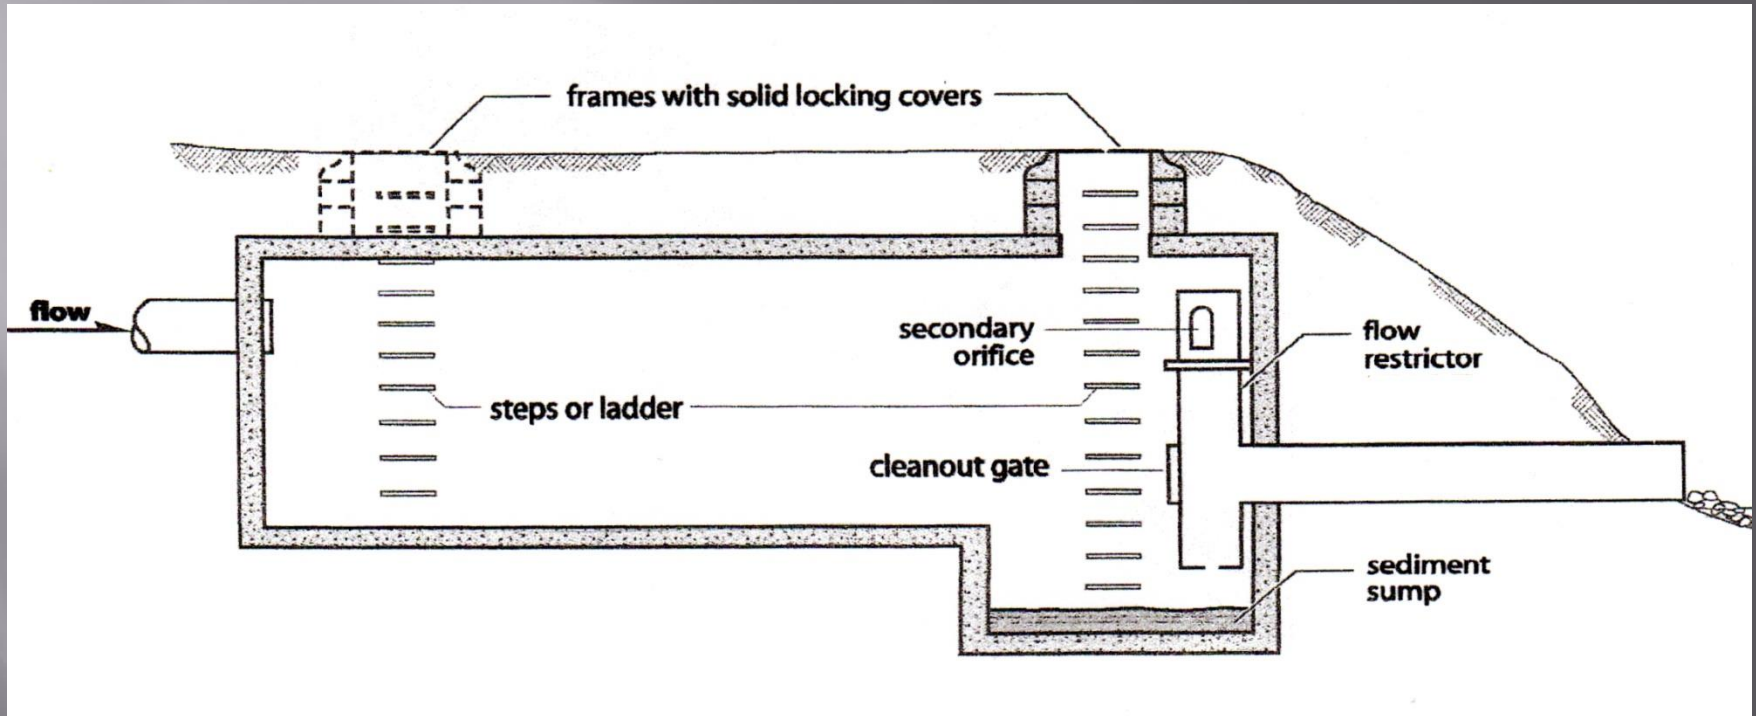 frames with solid locking covers
flow
secondary
orifice
flow
restrictor
steps or ladder
cleanout gate
sediment
sump